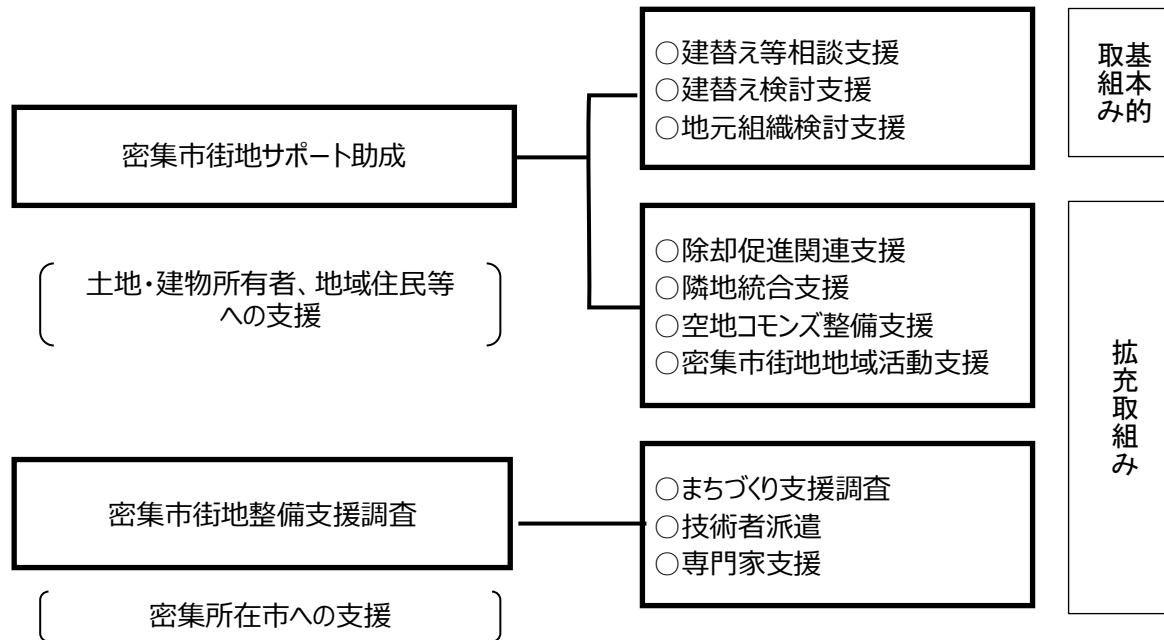 密集市街地サポート助成
土地・建物所有者、地域住民等
への支援
○建替え等相談支援
○建替え検討支援
○地元組織検討支援
基本的
取組み
○除却促進関連支援
○隣地統合支援
○空地コモンズ整備支援
○密集市街地地域活動支援
拡充取組み
密集市街地整備支援調査
密集所在市への支援
○まちづくり支援調査
○技術者派遣
○専門家支援